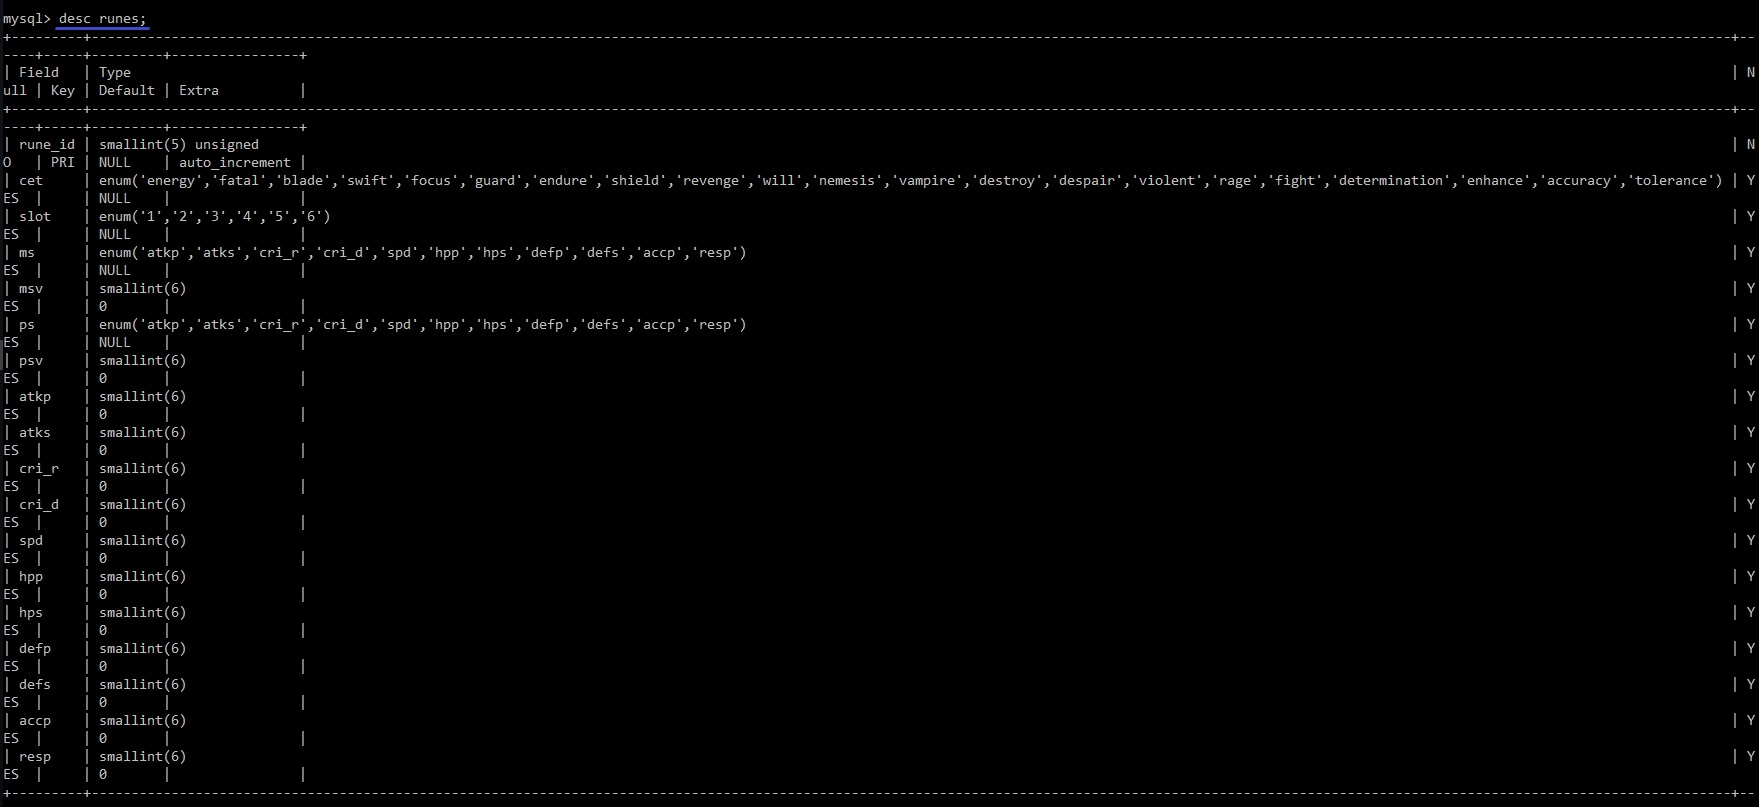 mysql> desc runes;
+---------+-------------------------------------------------------------------------------------------------------------------------------------------------------------------------------------------------------------+--
----+-----+---------+----------------+
| Field   | Type                                                                                                                                                                                                        | N
ull | Key | Default | Extra          |
+---------+-------------------------------------------------------------------------------------------------------------------------------------------------------------------------------------------------------------+--
----+-----+---------+----------------+
| rune_id | smallint(5) unsigned                                                                                                                                                                                        | N
O   | PRI | NULL    | auto_increment |
| cet     | enum('energy','fatal','blade','swift','focus','guard','endure','shield','revenge','will','nemesis','vampire','destroy','despair','violent','rage','fight','determination','enhance','accuracy','tolerance') | Y
ES  |     | NULL    |                |
| slot    | enum('1','2','3','4','5','6')                                                                                                                                                                               | Y
ES  |     | NULL    |                |
| ms      | enum('atkp','atks','cri_r','cri_d','spd','hpp','hps','defp','defs','accp','resp')                                                                                                                           | Y
ES  |     | NULL    |                |
| msv     | smallint(6)                                                                                                                                                                                                 | Y
ES  |     | 0       |                |
| ps      | enum('atkp','atks','cri_r','cri_d','spd','hpp','hps','defp','defs','accp','resp')                                                                                                                           | Y
ES  |     | NULL    |                |
| psv     | smallint(6)                                                                                                                                                                                                 | Y
ES  |     | 0       |                |
| atkp    | smallint(6)                                                                                                                                                                                                 | Y
ES  |     | 0       |                |
| atks    | smallint(6)                                                                                                                                                                                                 | Y
ES  |     | 0       |                |
| cri_r   | smallint(6)                                                                                                                                                                                                 | Y
ES  |     | 0       |                |
| cri_d   | smallint(6)                                                                                                                                                                                                 | Y
ES  |     | 0       |                |
| spd     | smallint(6)                                                                                                                                                                                                 | Y
ES  |     | 0       |                |
| hpp     | smallint(6)                                                                                                                                                                                                 | Y
ES  |     | 0       |                |
| hps     | smallint(6)                                                                                                                                                                                                 | Y
ES  |     | 0       |                |
| defp    | smallint(6)                                                                                                                                                                                                 | Y
ES  |     | 0       |                |
| defs    | smallint(6)                                                                                                                                                                                                 | Y
ES  |     | 0       |                |
| accp    | smallint(6)                                                                                                                                                                                                 | Y
ES  |     | 0       |                |
| resp    | smallint(6)                                                                                                                                                                                                 | Y
ES  |     | 0       |                |
+---------+-------------------------------------------------------------------------------------------------------------------------------------------------------------------------------------------------------------+--